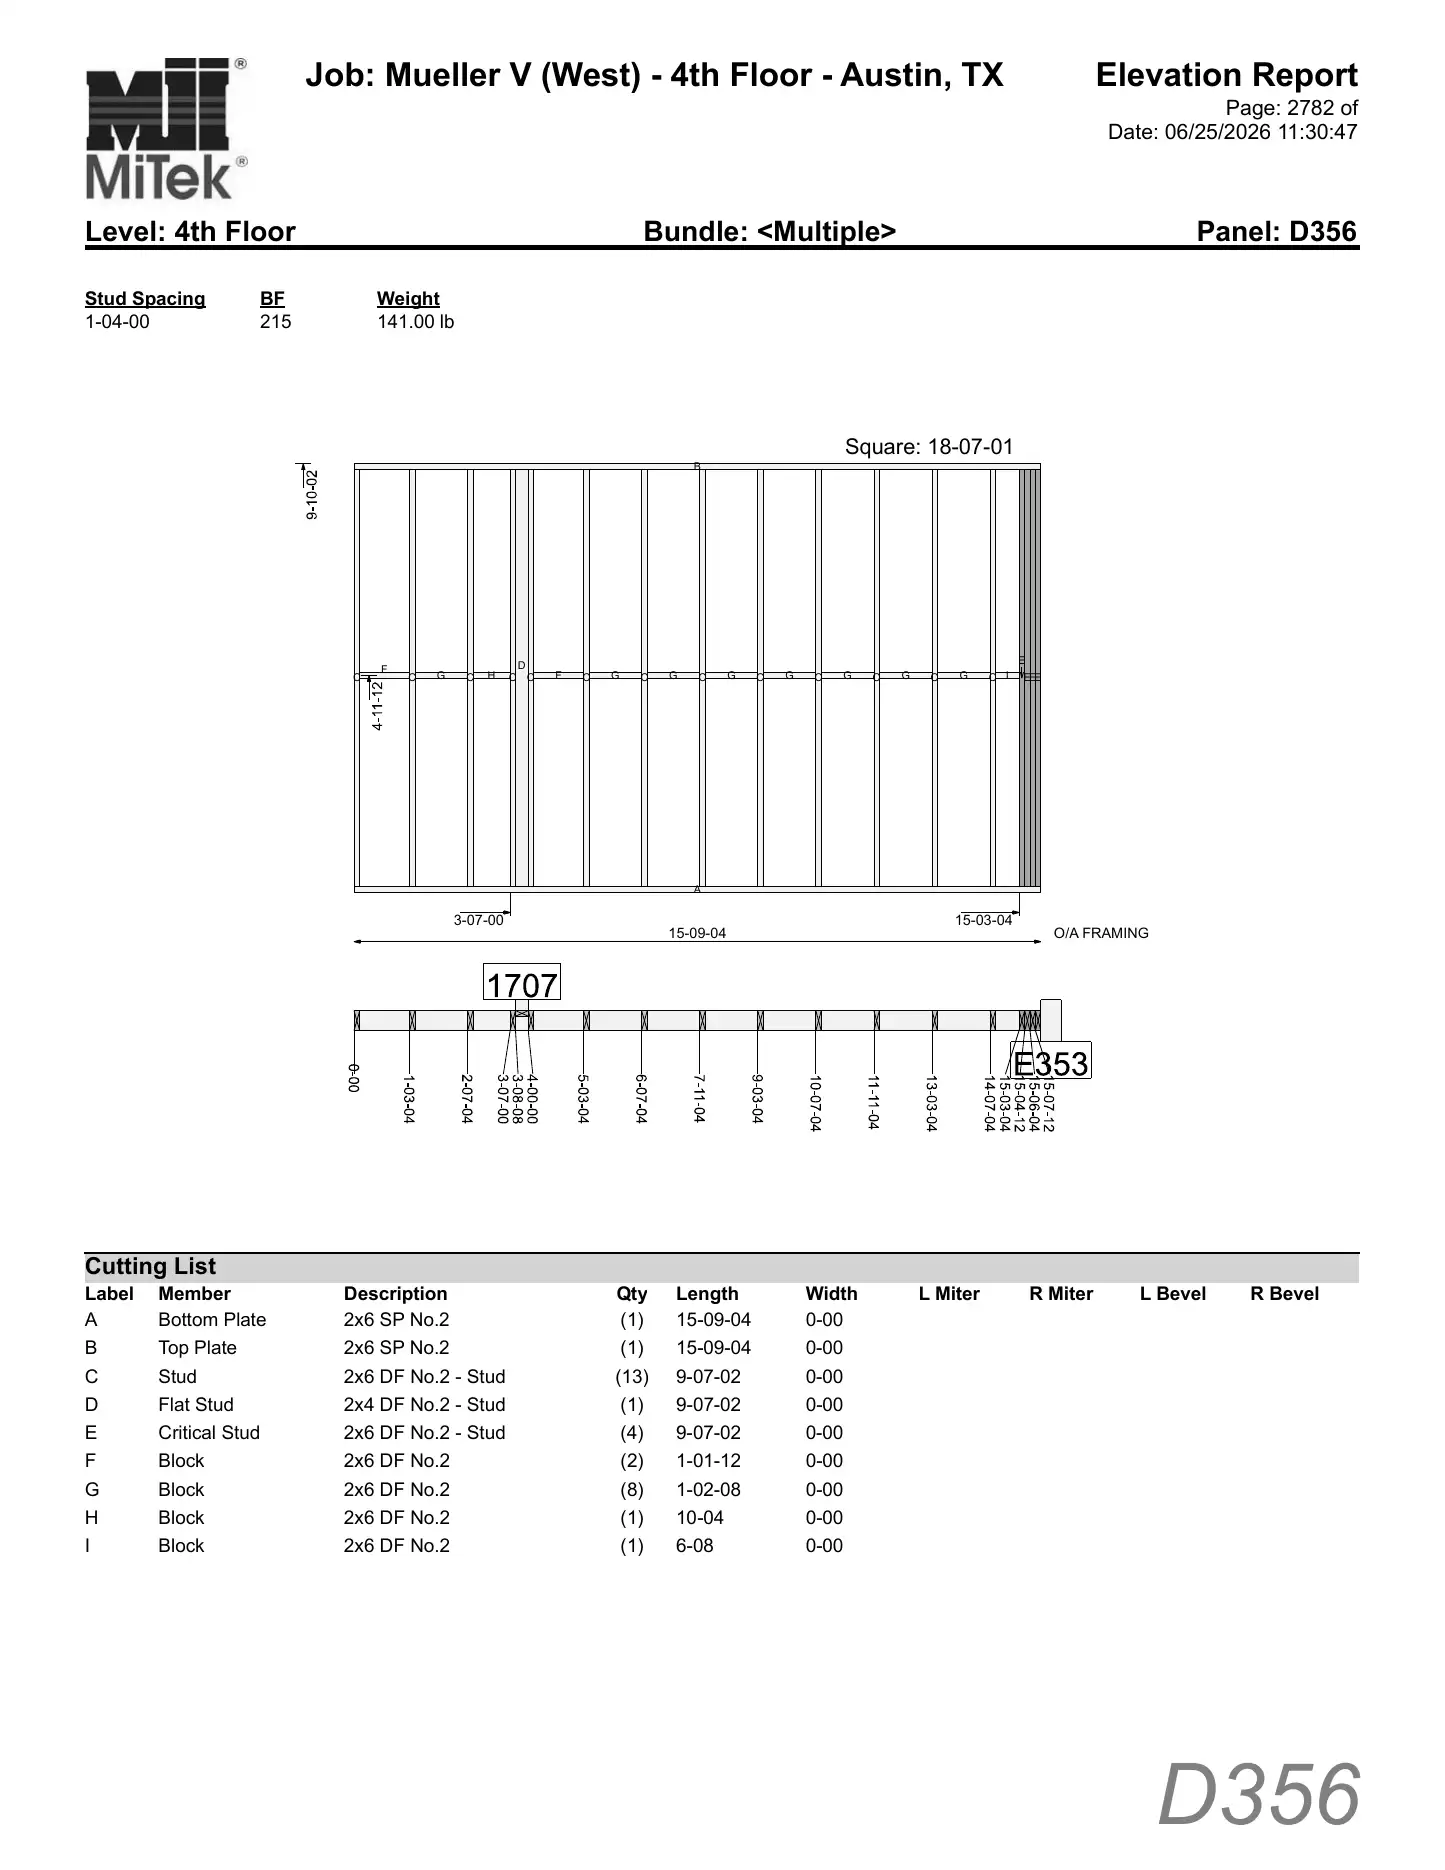 MiTek®
Job: Mueller V (West) - 4th Floor - Austin, TX
Elevation Report
Page: 2782 of
Date: 06/25/2026 11:30:47
Level: 4th Floor Bundle: <Multiple> Panel: D356
Stud Spacing BF Weight
1-04-00 215 141.00 lb
Square: 18-07-01
B
9-10-02
F G H D F G G G G G G G I E
4-11-12
A
3-07-00 15-03-04
15-09-04 O/A FRAMING
1707
E353
0-00 1-03-04 2-07-04 3-07-00 3-08-08 4-00-00 5-03-04 6-07-04 7-11-04 9-03-04 10-07-04 11-11-04 13-03-04 14-07-04 15-03-04 15-04-12 15-06-04 15-07-12
Cutting List
Label Member Description Qty Length Width L Miter R Miter L Bevel R Bevel
A Bottom Plate 2x6 SP No.2 (1) 15-09-04 0-00
B Top Plate 2x6 SP No.2 (1) 15-09-04 0-00
C Stud 2x6 DF No.2 - Stud (13) 9-07-02 0-00
D Flat Stud 2x4 DF No.2 - Stud (1) 9-07-02 0-00
E Critical Stud 2x6 DF No.2 - Stud (4) 9-07-02 0-00
F Block 2x6 DF No.2 (2) 1-01-12 0-00
G Block 2x6 DF No.2 (8) 1-02-08 0-00
H Block 2x6 DF No.2 (1) 10-04 0-00
I Block 2x6 DF No.2 (1) 6-08 0-00
D356